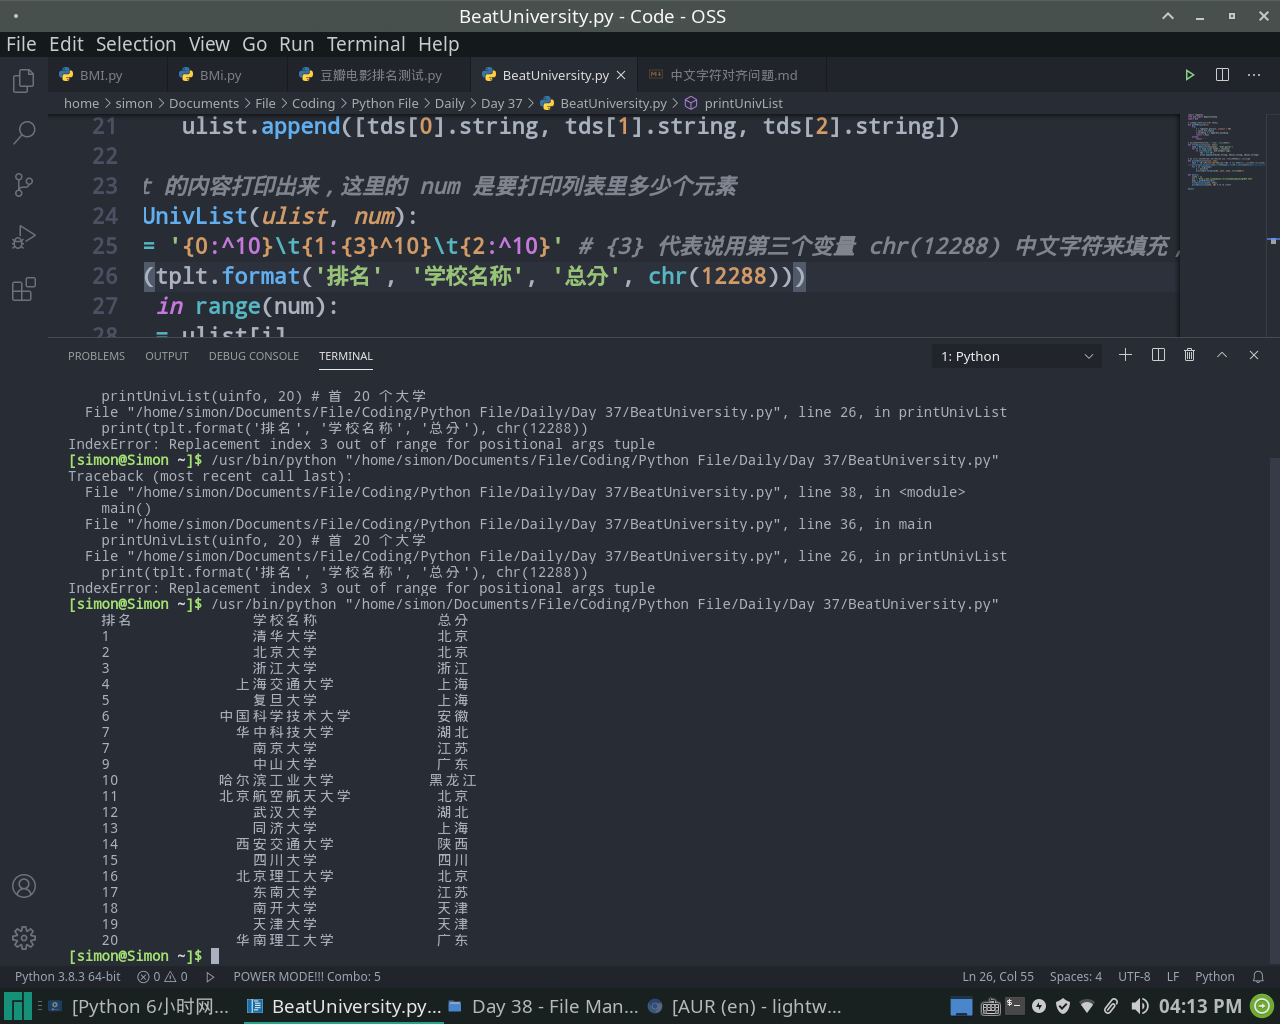 BeatUniversity.py - Code - OSS
File Edit Selection View Go Run Terminal Help
BMI.py BMi.py 豆瓣电影排名测试.py BeatUniversity.py 中文字符对齐问题.md
home > simon > Documents > File > Coding > Python File > Daily > Day 37 > BeatUniversity.py > printUnivList
21 ulist.append([tds[0].string, tds[1].string, tds[2].string])
22
23 t 的内容打印出来，这里的 num 是要打印列表里多少个元素
24 UnivList(ulist, num):
25 = '{0:^10}\t{1:{3}^10}\t{2:^10}' # {3} 代表说用第三个变量 chr(12288) 中文字符来填充，
26 (tplt.format('排名', '学校名称', '总分', chr(12288)))
27 in range(num):
28 = ulist[i]
PROBLEMS OUTPUT DEBUG CONSOLE TERMINAL 1: Python
printUnivList(uinfo, 20) # 首 20 个大学
File "/home/simon/Documents/File/Coding/Python File/Daily/Day 37/BeatUniversity.py", line 26, in printUnivList
print(tplt.format('排名', '学校名称', '总分'), chr(12288))
IndexError: Replacement index 3 out of range for positional args tuple
[simon@Simon ~]$ /usr/bin/python "/home/simon/Documents/File/Coding/Python File/Daily/Day 37/BeatUniversity.py"
Traceback (most recent call last):
File "/home/simon/Documents/File/Coding/Python File/Daily/Day 37/BeatUniversity.py", line 38, in <module>
main()
File "/home/simon/Documents/File/Coding/Python File/Daily/Day 37/BeatUniversity.py", line 36, in main
printUnivList(uinfo, 20) # 首 20 个大学
File "/home/simon/Documents/File/Coding/Python File/Daily/Day 37/BeatUniversity.py", line 26, in printUnivList
print(tplt.format('排名', '学校名称', '总分'), chr(12288))
IndexError: Replacement index 3 out of range for positional args tuple
[simon@Simon ~]$ /usr/bin/python "/home/simon/Documents/File/Coding/Python File/Daily/Day 37/BeatUniversity.py"
排名 学校名称 总分
1 清华大学 北京
2 北京大学 北京
3 浙江大学 浙江
4 上海交通大学 上海
5 复旦大学 上海
6 中国科学技术大学 安徽
7 华中科技大学 湖北
7 南京大学 江苏
9 中山大学 广东
10 哈尔滨工业大学 黑龙江
11 北京航空航天大学 北京
12 武汉大学 湖北
13 同济大学 上海
14 西安交通大学 陕西
15 四川大学 四川
16 北京理工大学 北京
17 东南大学 江苏
18 南开大学 天津
19 天津大学 天津
20 华南理工大学 广东
[simon@Simon ~]$
Python 3.8.3 64-bit 0 0 POWER MODE!!! Combo: 5 Ln 26, Col 55 Spaces: 4 UTF-8 LF Python
[Python 6小时网... BeatUniversity.py... Day 38 - File Man... [AUR (en) - lightw... 04:13 PM